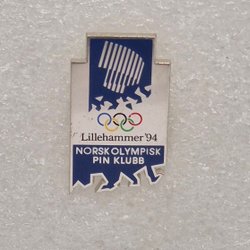 Lillehammer '94
NORSK OLYMPISK
PIN KLUBB